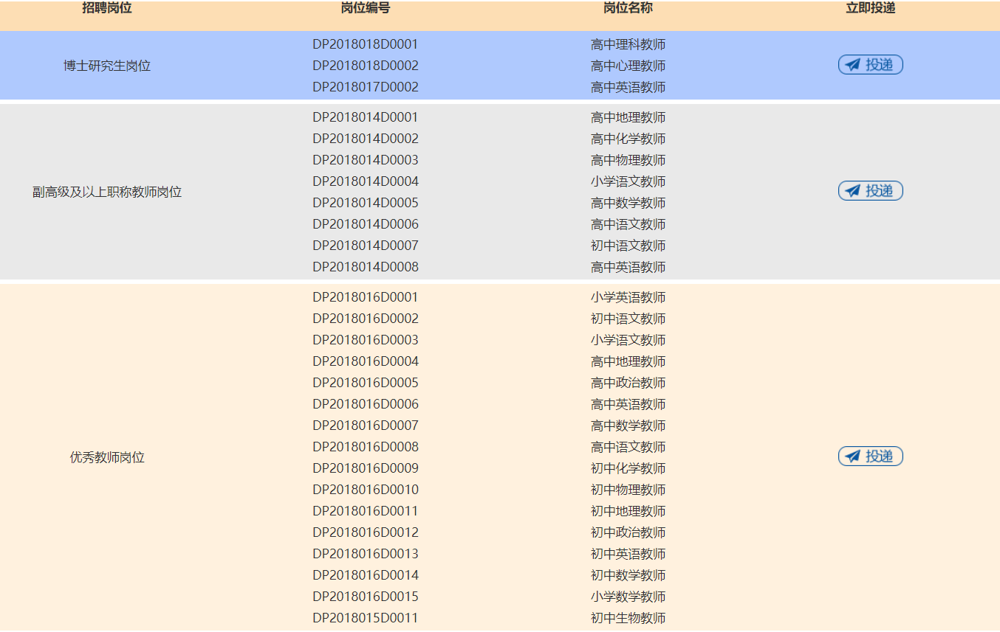 招聘岗位 岗位编号 岗位名称 立即投递
DP2018018D0001 高中理科教师
博士研究生岗位 DP2018018D0002 高中心理教师 投递
DP2018017D0002 高中英语教师
DP2018014D0001 高中地理教师
DP2018014D0002 高中化学教师
DP2018014D0003 高中物理教师
DP2018014D0004 小学语文教师
副高级及以上职称教师岗位 投递
DP2018014D0005 高中数学教师
DP2018014D0006 高中语文教师
DP2018014D0007 初中语文教师
DP2018014D0008 高中英语教师
DP2018016D0001 小学英语教师
DP2018016D0002 初中语文教师
DP2018016D0003 小学语文教师
DP2018016D0004 高中地理教师
DP2018016D0005 高中政治教师
DP2018016D0006 高中英语教师
DP2018016D0007 高中数学教师
DP2018016D0008 高中语文教师
优秀教师岗位 投递
DP2018016D0009 初中化学教师
DP2018016D0010 初中物理教师
DP2018016D0011 初中地理教师
DP2018016D0012 初中政治教师
DP2018016D0013 初中英语教师
DP2018016D0014 初中数学教师
DP2018016D0015 小学数学教师
DP2018015D0011 初中生物教师